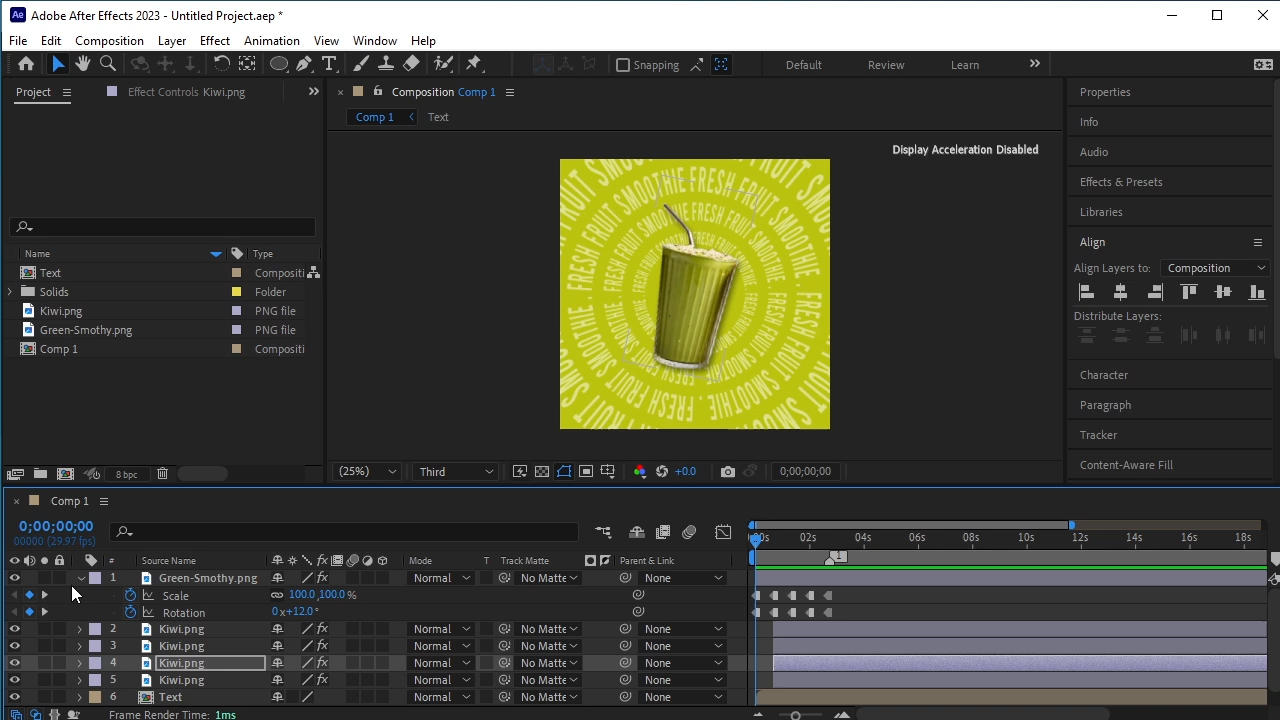 Adobe After Effects 2023 - Untitled Project.aep *
File Edit Composition Layer Effect Animation View Window Help
Snapping Default Review Learn
Project Effect Controls Kiwi.png
Composition Comp 1
Comp 1 Text
Display Acceleration Disabled
FRESH FRUIT SMOOTHIE
Name Type
Text Compositi
Solids Folder
Kiwi.png PNG file
Green-Smothy.png PNG file
Comp 1 Compositi
8 bpc
(25%) Third +0.0 0;00;00;00
Properties
Info
Audio
Effects & Presets
Libraries
Align
Align Layers to: Composition
Distribute Layers:
Character
Paragraph
Tracker
Content-Aware Fill
Comp 1
0;00;00;00
00000 (29.97 fps)
:00s 02s 04s 06s 08s 10s 12s 14s 16s 18s
# Source Name Mode T Track Matte Parent & Link
1
1 Green-Smothy.png Normal No Matte None
Scale 100.0,100.0%
Rotation 0x+12.0°
2 Kiwi.png Normal No Matte None
3 Kiwi.png Normal No Matte None
4 Kiwi.png Normal No Matte None
5 Kiwi.png Normal No Matte None
6 Text Normal No Matte None
Frame Render Time: 1ms